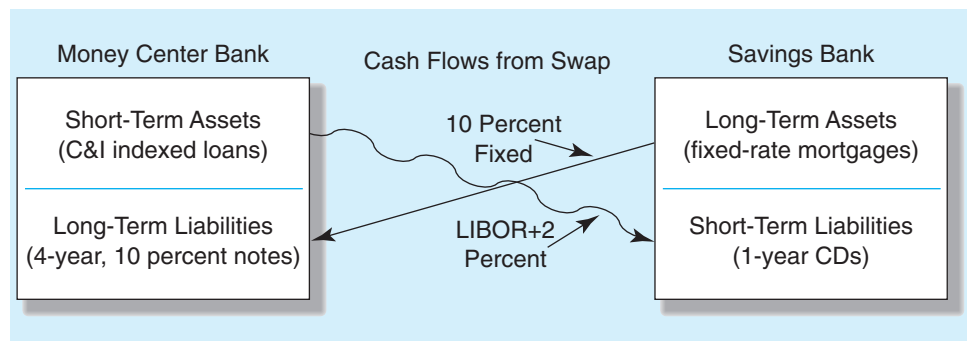 Money Center Bank
Cash Flows from Swap
Savings Bank
Short-Term Assets
(C&I indexed loans)
Long-Term Liabilities
(4-year, 10 percent notes)
10 Percent
Fixed
LIBOR+2
Percent
Long-Term Assets
(fixed-rate mortgages)
Short-Term Liabilities
(1-year CDs)